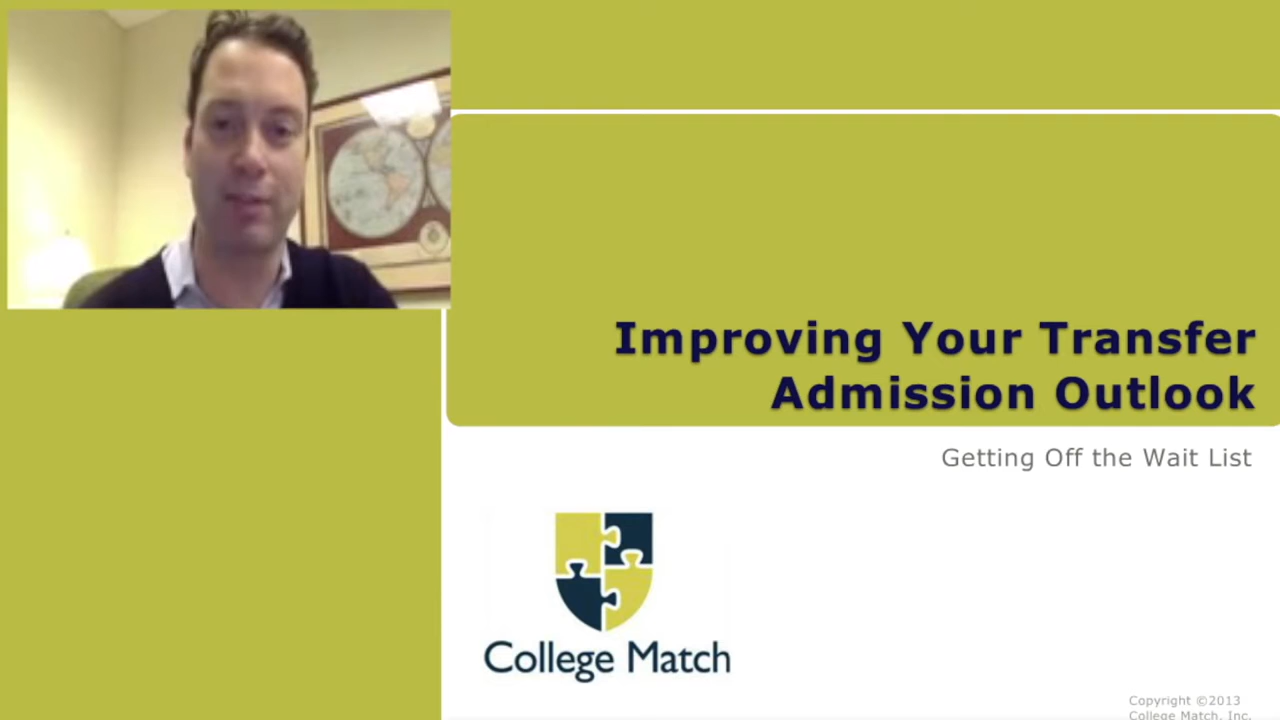 Improving Your Transfer
Admission Outlook
Getting Off the Wait List
College Match
Copyright ©2013
College Match, Inc.